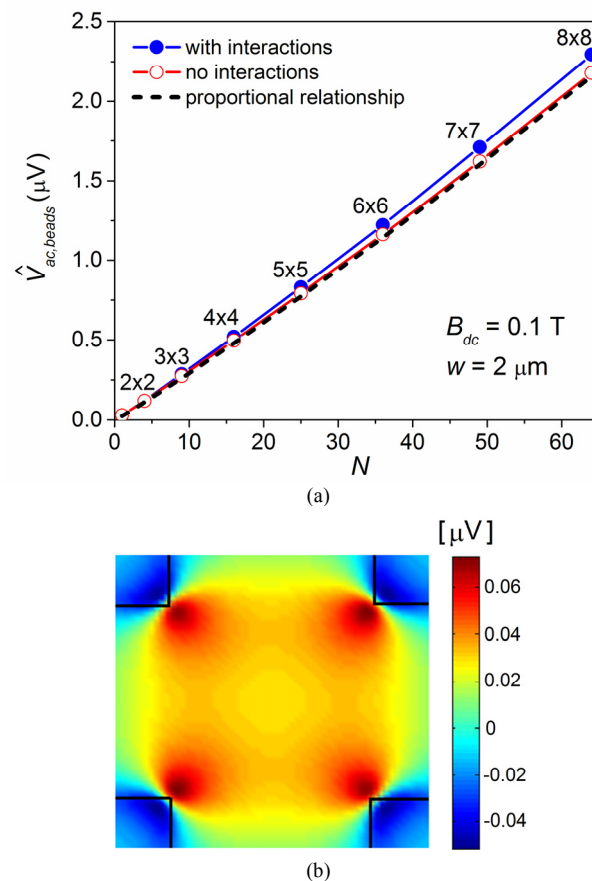 2.5
2.0
1.5
1.0
0.5
0.0
V̂ac,beads (μV)
with interactions
no interactions
proportional relationship
8x8
7x7
6x6
5x5
4x4
3x3
2x2
Bdc = 0.1 T
w = 2 μm
0 10 20 30 40 50 60
N
(a)
[μV]
0.06
0.04
0.02
0
-0.02
-0.04
(b)